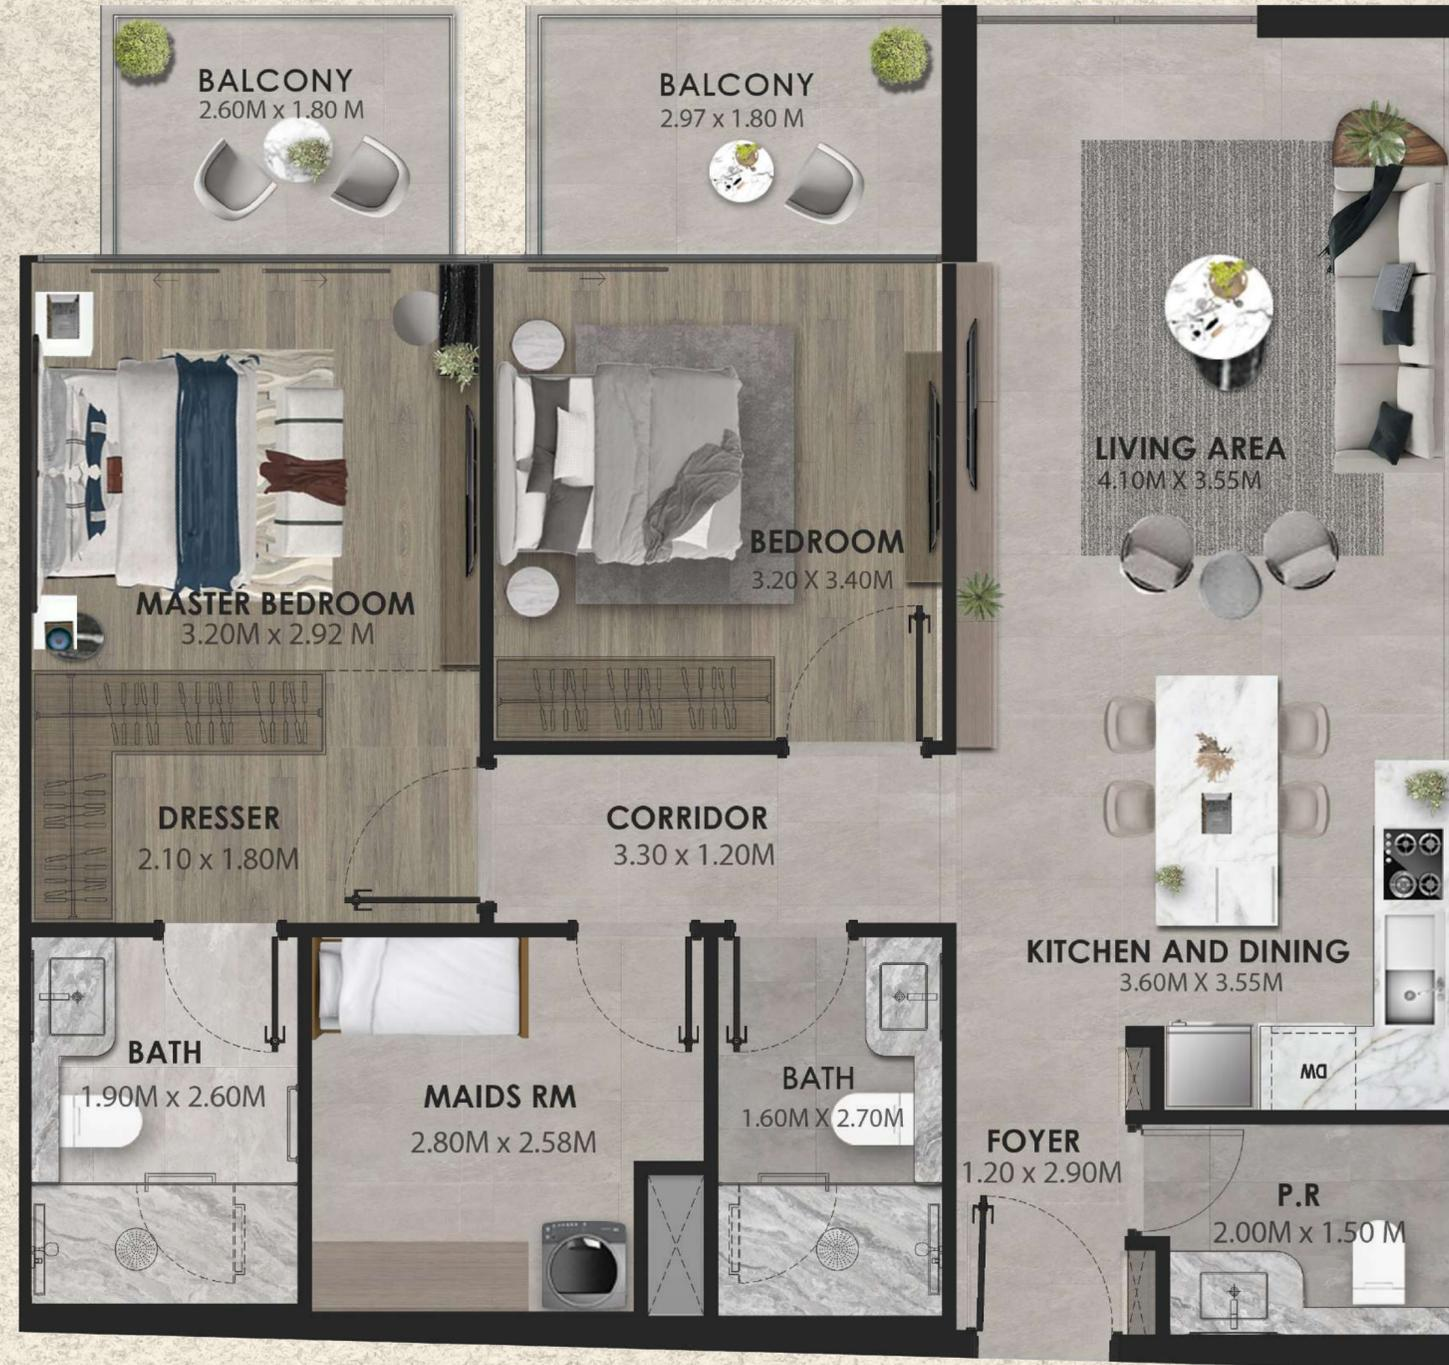 BALCONY
2.60M x 1.80 M
BALCONY
2.97 x 1.80 M
LIVING AREA
4.10M X 3.55M
BEDROOM
3.20 X 3.40M
MASTER BEDROOM
3.20M x 2.92 M
DRESSER
2.10 x 1.80M
CORRIDOR
3.30 x 1.20M
KITCHEN AND DINING
3.60M X 3.55M
DW
BATH
1.90M x 2.60M
MAIDS RM
2.80M x 2.58M
BATH
1.60M X 2.70M
FOYER
1.20 x 2.90M
P.R
2.00M x 1.50 M